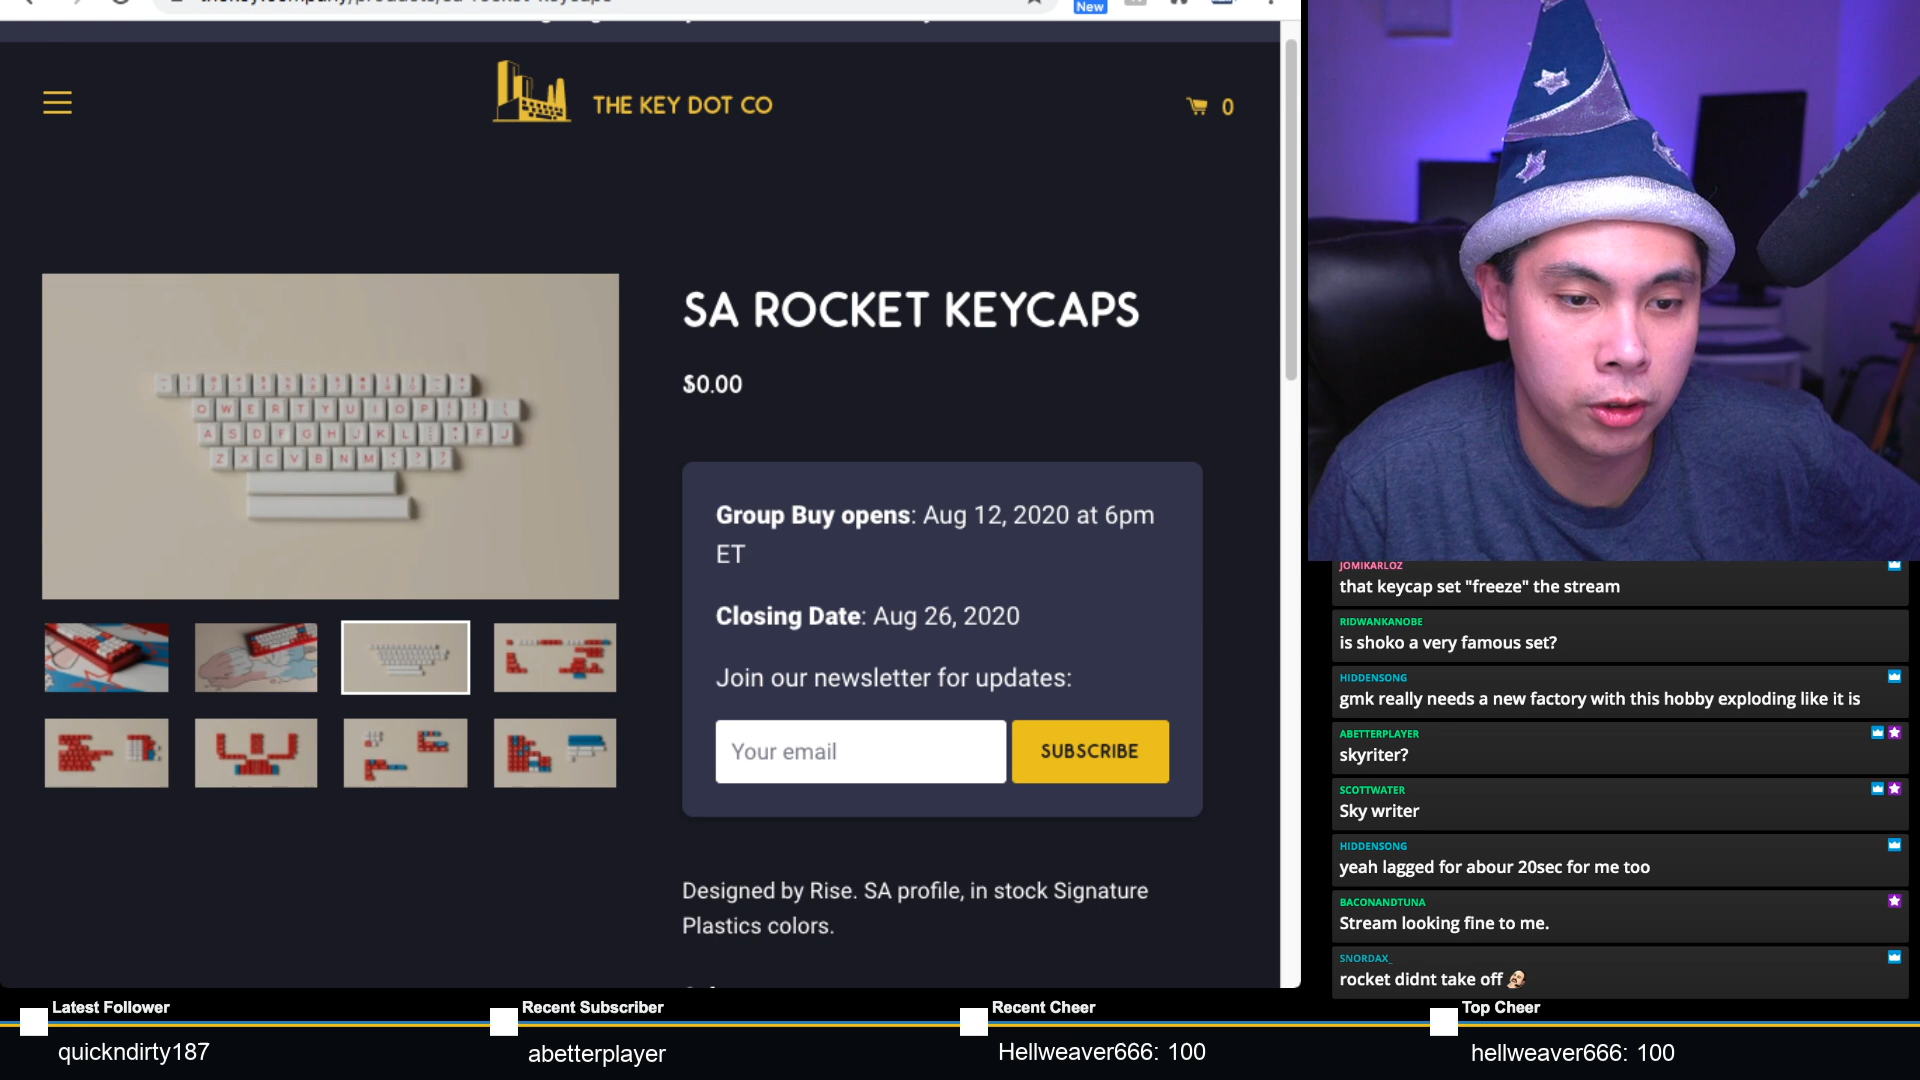 New
THE KEY DOT CO
0
SA ROCKET KEYCAPS
$0.00
Group Buy opens: Aug 12, 2020 at 6pm
ET
Closing Date: Aug 26, 2020
Join our newsletter for updates:
Your email
SUBSCRIBE
Designed by Rise. SA profile, in stock Signature
Plastics colors.
Q W E R T Y U I O P
A S D F G H J K L
Z X C V B N M
JOMIKARLOZ
that keycap set "freeze" the stream
RIDWANKANOBE
is shoko a very famous set?
HIDDENSONG
gmk really needs a new factory with this hobby exploding like it is
ABETTERPLAYER
skyriter?
SCOTTWATER
Sky writer
HIDDENSONG
yeah lagged for abour 20sec for me too
BACONANDTUNA
Stream looking fine to me.
SNORDAX_
rocket didnt take off
Latest Follower
quickndirty187
Recent Subscriber
abetterplayer
Recent Cheer
Hellweaver666: 100
Top Cheer
hellweaver666: 100